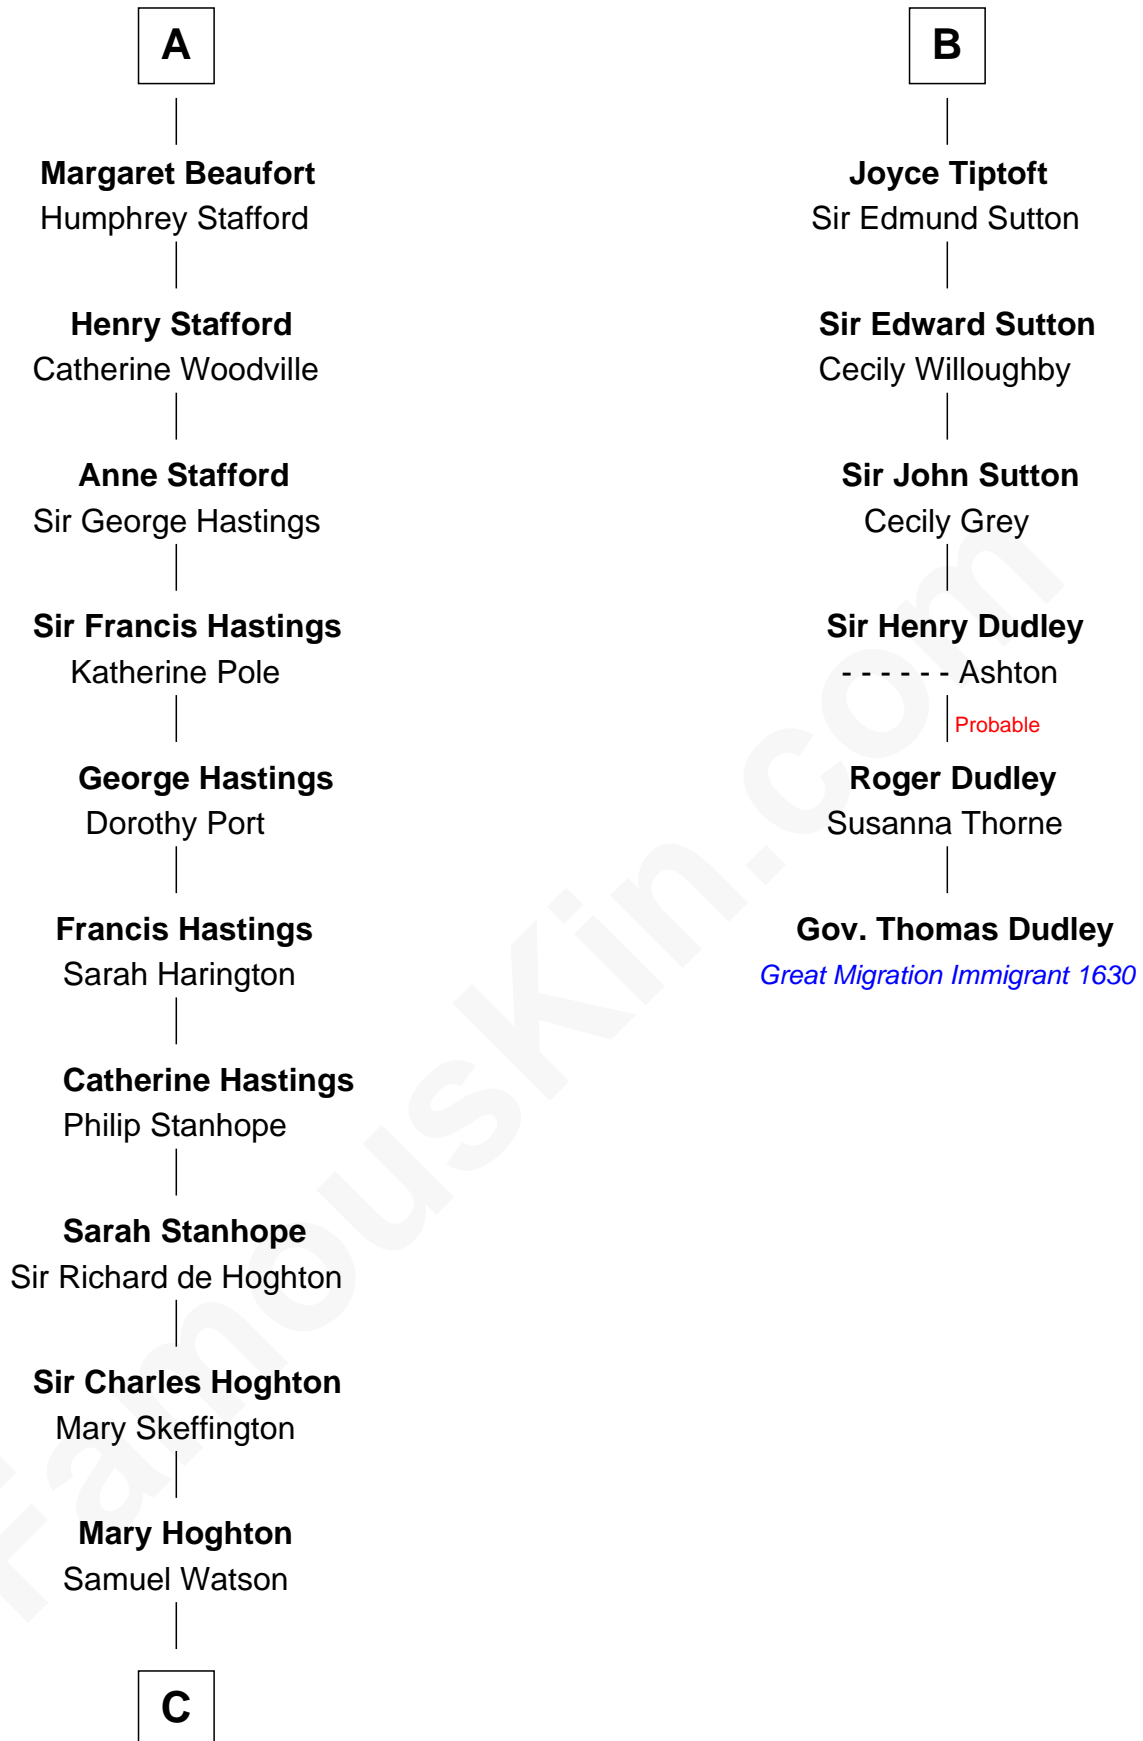 A
Margaret Beaufort
Humphrey Stafford
Henry Stafford
Catherine Woodville
Anne Stafford
Sir George Hastings
Sir Francis Hastings
Katherine Pole
George Hastings
Dorothy Port
Francis Hastings
Sarah Harington
Catherine Hastings
Philip Stanhope
Sarah Stanhope
Sir Richard de Hoghton
Sir Charles Hoghton
Mary Skeffington
Mary Hoghton
Samuel Watson
C
B
Joyce Tiptoft
Sir Edmund Sutton
Sir Edward Sutton
Cecily Willoughby
Sir John Sutton
Cecily Grey
Sir Henry Dudley
- - - - - - Ashton
Probable
Roger Dudley
Susanna Thorne
Gov. Thomas Dudley
Great Migration Immigrant 1630
FamousKin.com